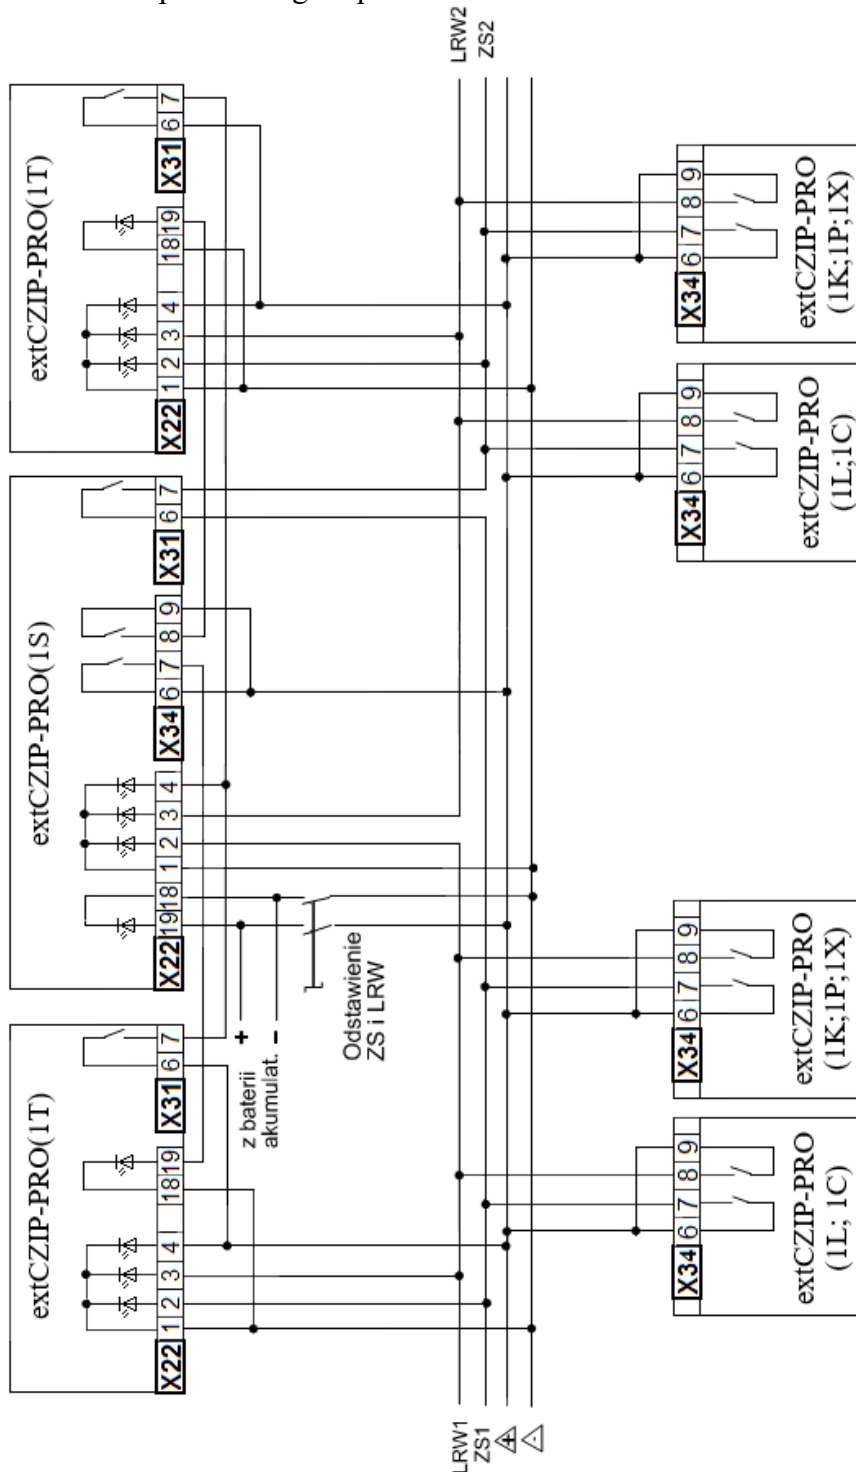 extCZIP-PRO(1T)
X22 1 2 3 4 18 19 X31 6 7
extCZIP-PRO(1S)
X22 19 18 1 2 3 4 X34 6 7 8 9 X31 6 7
extCZIP-PRO(1T)
X22 1 2 3 4 18 19 X31 6 7
z baterii +
akumulat. -
Odstawienie
ZS i LRW
LRW1
ZS1
+
-
LRW2
ZS2
X34 6 7 8 9
extCZIP-PRO
(1L; 1C)
X34 6 7 8 9
extCZIP-PRO
(1K;1P;1X)
X34 6 7 8 9
extCZIP-PRO
(1L;1C)
X34 6 7 8 9
extCZIP-PRO
(1K;1P;1X)